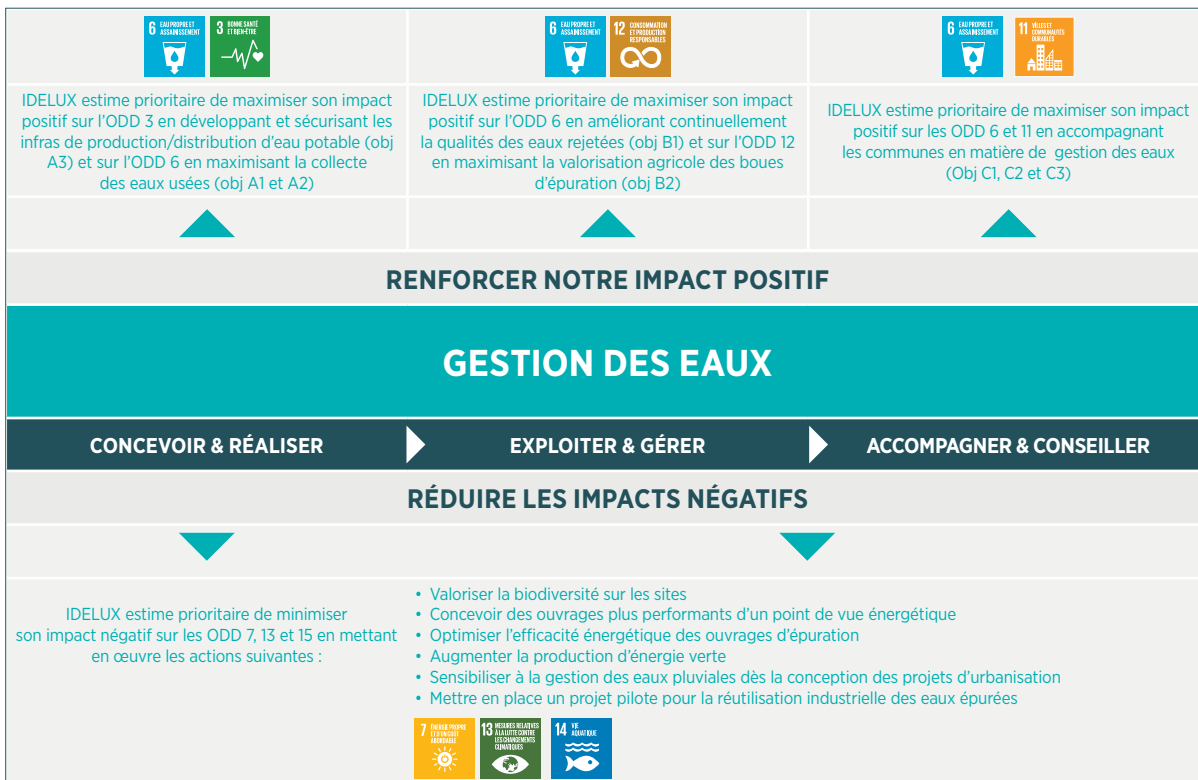 6 EAU PROPRE ET
ASSAINISSEMENT
3 BONNE SANTÉ
ET BIEN-ÊTRE
IDELUX estime prioritaire de maximiser son impact
positif sur l'ODD 3 en développant et sécurisant les
infras de production/distribution d'eau potable (obj
A3) et sur l'ODD 6 en maximisant la collecte
des eaux usées (obj A1 et A2)
6 EAU PROPRE ET
ASSAINISSEMENT
12 CONSOMMATION
ET PRODUCTION
RESPONSABLES
IDELUX estime prioritaire de maximiser son impact
positif sur l'ODD 6 en améliorant continuellement
la qualités des eaux rejetées (obj B1) et sur l'ODD 12
en maximisant la valorisation agricole des boues
d'épuration (obj B2)
6 EAU PROPRE ET
ASSAINISSEMENT
11 VILLES ET
COMMUNAUTÉS
DURABLES
IDELUX estime prioritaire de maximiser son impact
positif sur les ODD 6 et 11 en accompagnant
les communes en matière de gestion des eaux
(Obj C1, C2 et C3)
RENFORCER NOTRE IMPACT POSITIF
GESTION DES EAUX
CONCEVOIR & RÉALISER
EXPLOITER & GÉRER
ACCOMPAGNER & CONSEILLER
RÉDUIRE LES IMPACTS NÉGATIFS
IDELUX estime prioritaire de minimiser
son impact négatif sur les ODD 7, 13 et 15 en mettant
en œuvre les actions suivantes :
• Valoriser la biodiversité sur les sites
• Concevoir des ouvrages plus performants d'un point de vue énergétique
• Optimiser l'efficacité énergétique des ouvrages d'épuration
• Augmenter la production d'énergie verte
• Sensibiliser à la gestion des eaux pluviales dès la conception des projets d'urbanisation
• Mettre en place un projet pilote pour la réutilisation industrielle des eaux épurées
7 ÉNERGIE PROPRE
ET D'UN COÛT
ABORDABLE
13 MESURES RELATIVES
À LA LUTTE CONTRE
LES CHANGEMENTS
CLIMATIQUES
14 VIE
AQUATIQUE